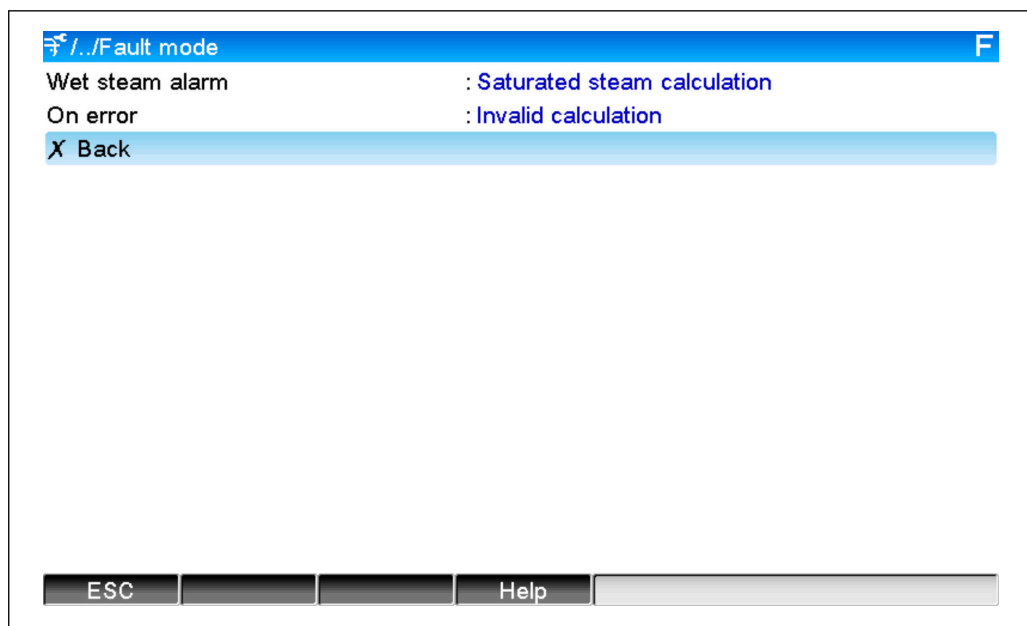 /../Fault mode F
Wet steam alarm : Saturated steam calculation
On error : Invalid calculation
X Back
ESC Help